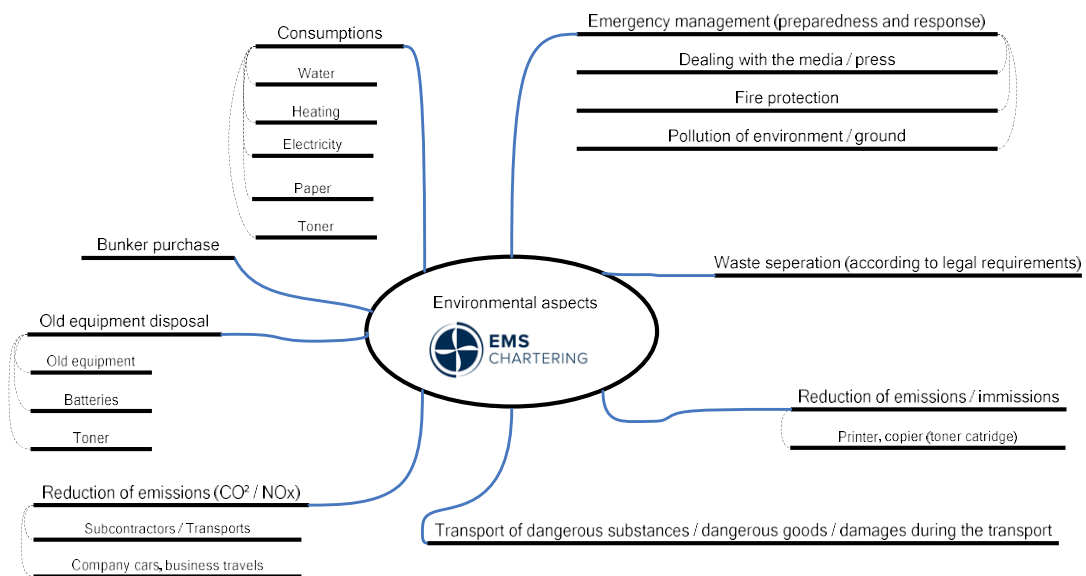 Consumptions
Water
Heating
Electricity
Paper
Toner
Emergency management (preparedness and response)
Dealing with the media / press
Fire protection
Pollution of environment / ground
Bunker purchase
Waste seperation (according to legal requirements)
Environmental aspects
EMS
CHARTERING
Old equipment disposal
Old equipment
Batteries
Toner
Reduction of emissions / immissions
Printer, copier (toner catridge)
Reduction of emissions (CO² / NOx)
Subcontractors / Transports
Company cars, business travels
Transport of dangerous substances / dangerous goods / damages during the transport